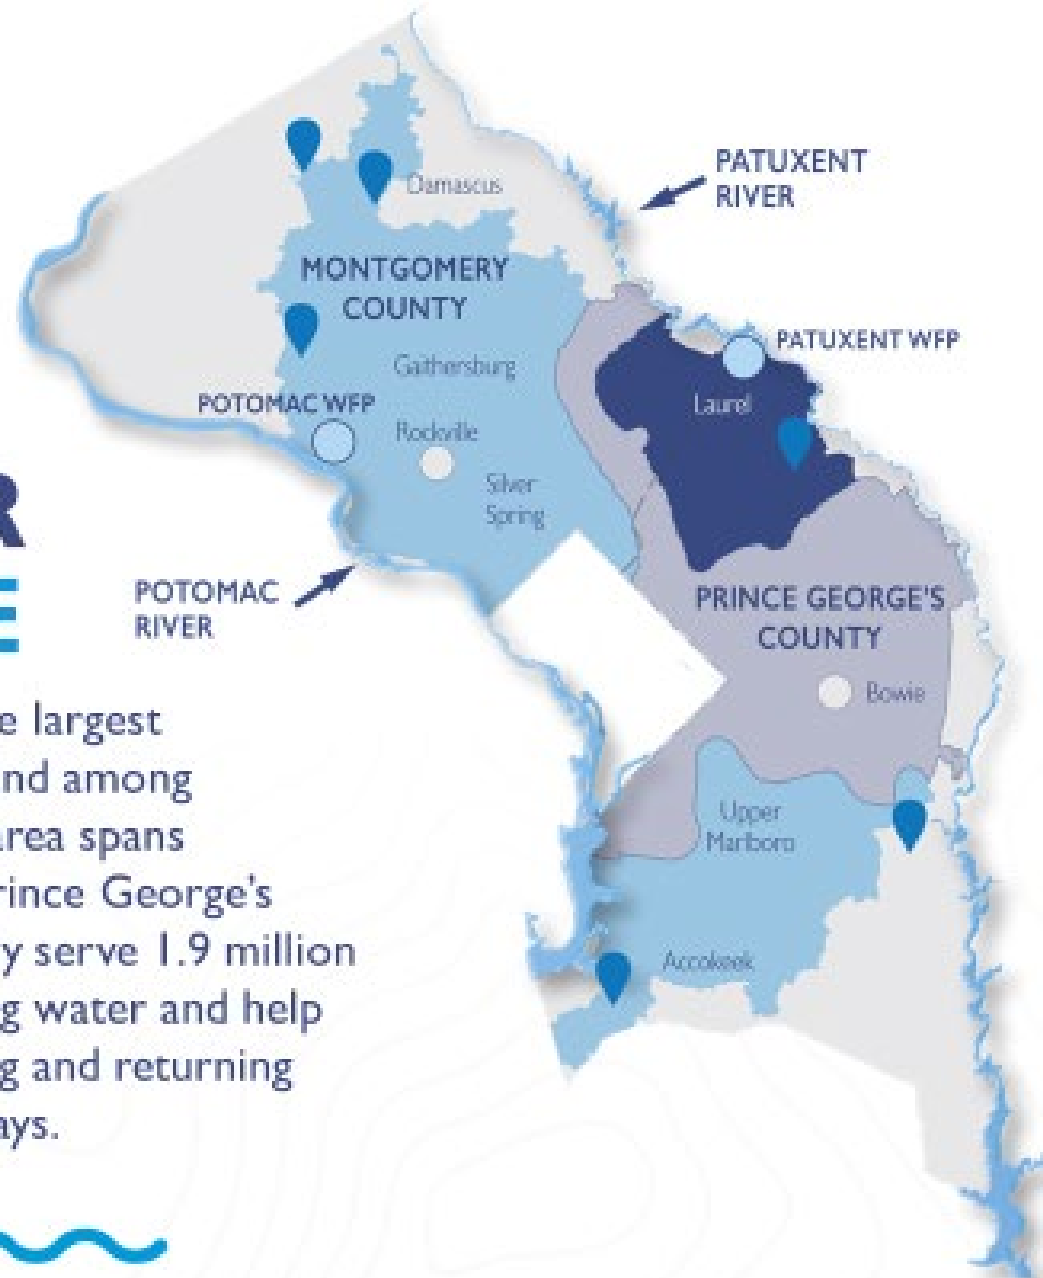 PATUXENT
RIVER
Damascus
MONTGOMERY
COUNTY
PATUXENT WFP
Gaithersburg
POTOMAC WFP
Laurel
Rockville
Silver
Spring
R
E
POTOMAC
RIVER
PRINCE GEORGE'S
COUNTY
Bowie
e largest
nd among
area spans
rince George's
y serve 1.9 million
g water and help
g and returning
ays.
Upper
Marlboro
Accokeek